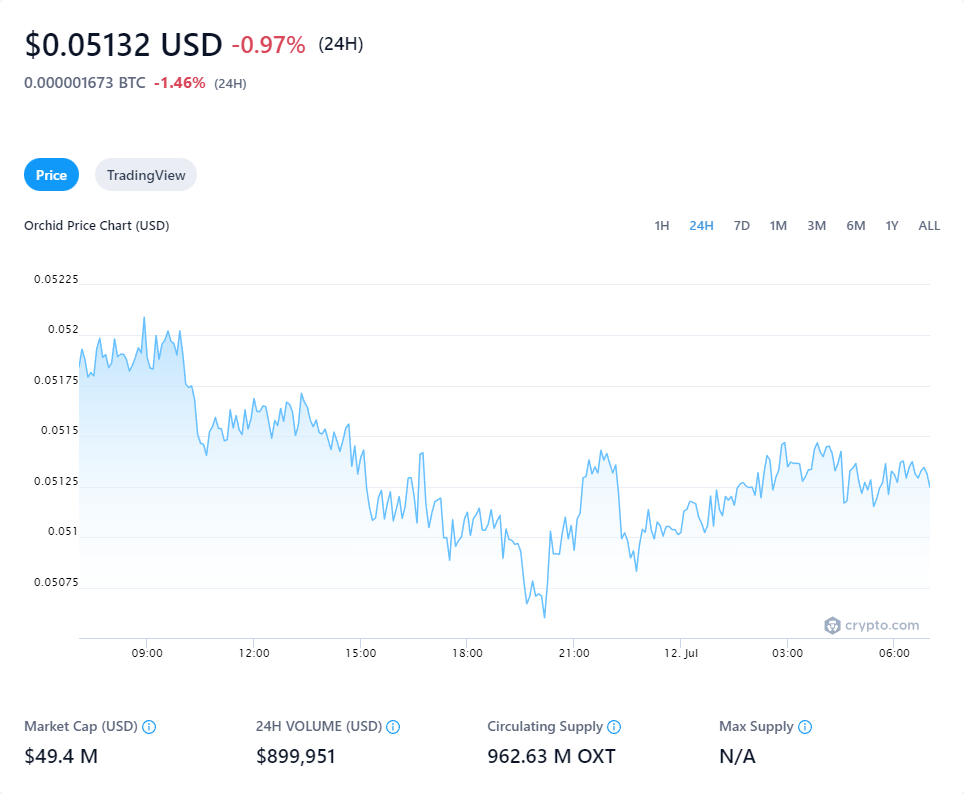 $0.05132 USD -0.97% (24H)
0.000001673 BTC -1.46% (24H)
Price TradingView
Orchid Price Chart (USD) 1H 24H 7D 1M 3M 6M 1Y ALL
0.05225
0.052
0.05175
0.0515
0.05125
0.051
0.05075
crypto.com
09:00 12:00 15:00 18:00 21:00 12. Jul 03:00 06:00
Market Cap (USD) 24H VOLUME (USD) Circulating Supply Max Supply
$49.4 M $899,951 962.63 M OXT N/A